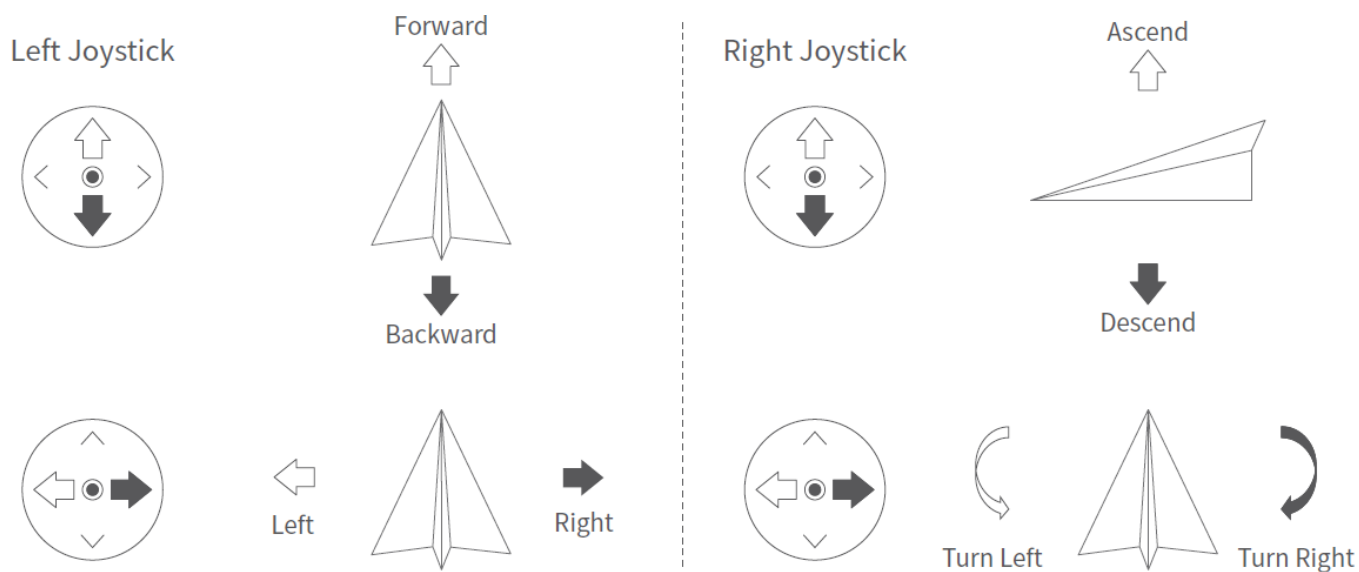 Left Joystick
Forward
Backward
Left
Right
Right Joystick
Ascend
Descend
Turn Left
Turn Right